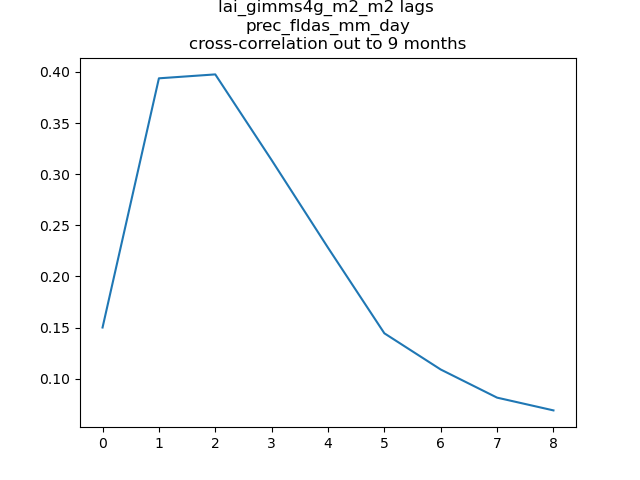 lai_gimms4g_m2_m2 lags
prec_fldas_mm_day
cross-correlation out to 9 months
0.40
0.35
0.30
0.25
0.20
0.15
0.10
0 1 2 3 4 5 6 7 8